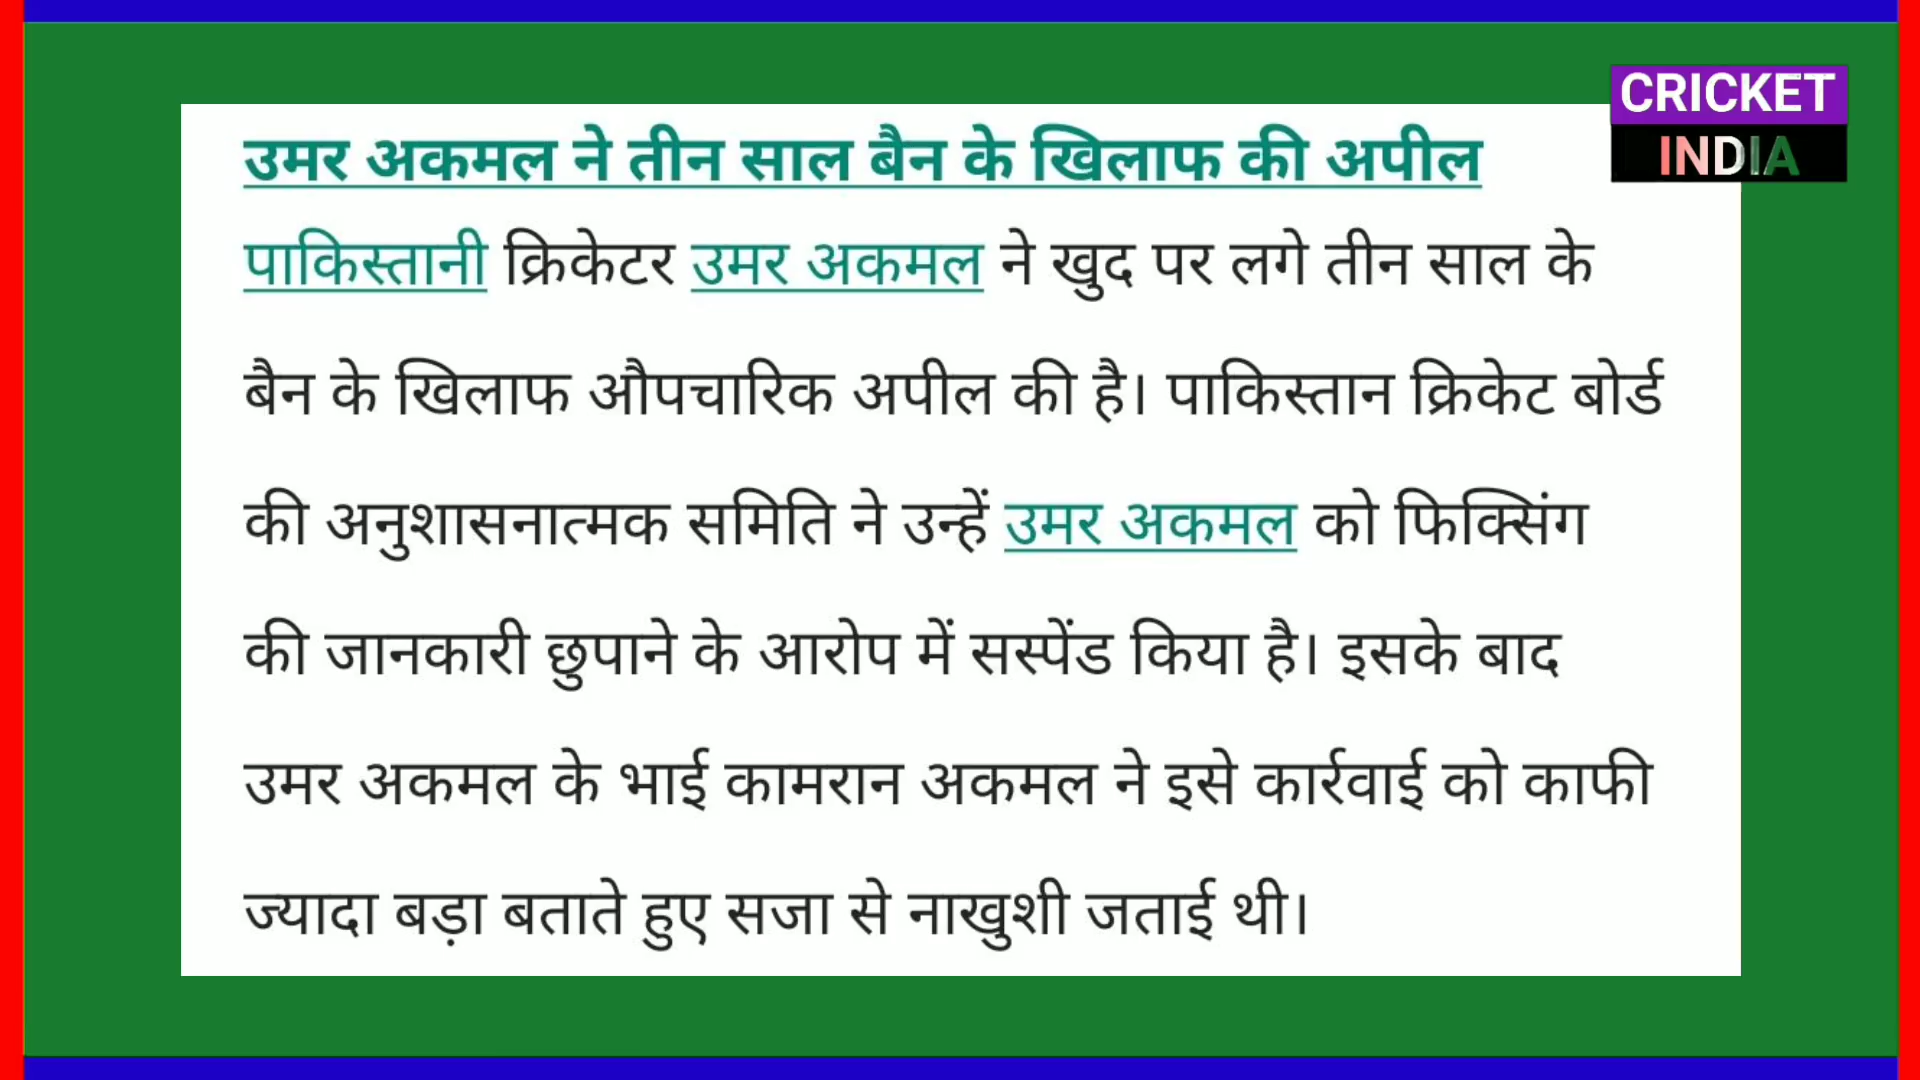 CRICKET
INDIA
उमर अकमल ने तीन साल बैन के खिलाफ की अपील
पाकिस्तानी क्रिकेटर उमर अकमल ने खुद पर लगे तीन साल के
बैन के खिलाफ औपचारिक अपील की है। पाकिस्तान क्रिकेट बोर्ड
की अनुशासनात्मक समिति ने उन्हें उमर अकमल को फिक्सिंग
की जानकारी छुपाने के आरोप में सस्पेंड किया है। इसके बाद
उमर अकमल के भाई कामरान अकमल ने इसे कार्रवाई को काफी
ज्यादा बड़ा बताते हुए सजा से नाखुशी जताई थी।